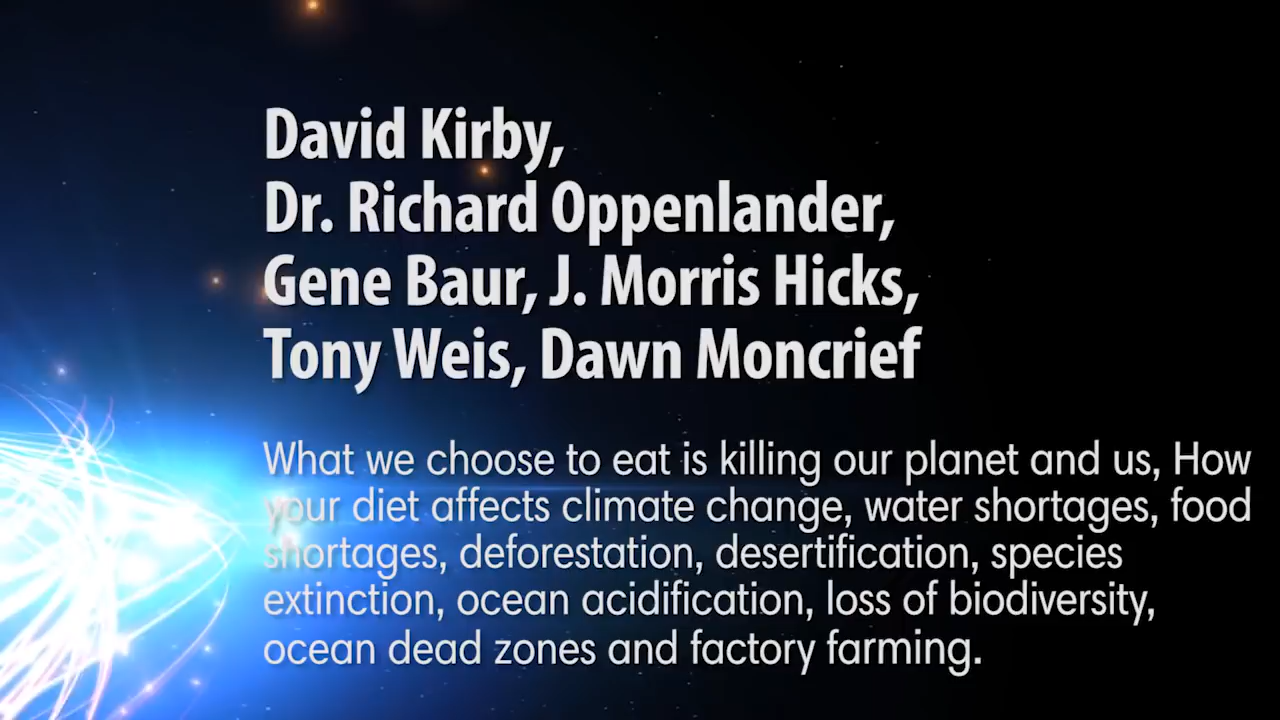 David Kirby,
Dr. Richard Oppenlander,
Gene Baur, J. Morris Hicks,
Tony Weis, Dawn Moncrief
What we choose to eat is killing our planet and us, How
your diet affects climate change, water shortages, food
shortages, deforestation, desertification, species
extinction, ocean acidification, loss of biodiversity,
ocean dead zones and factory farming.